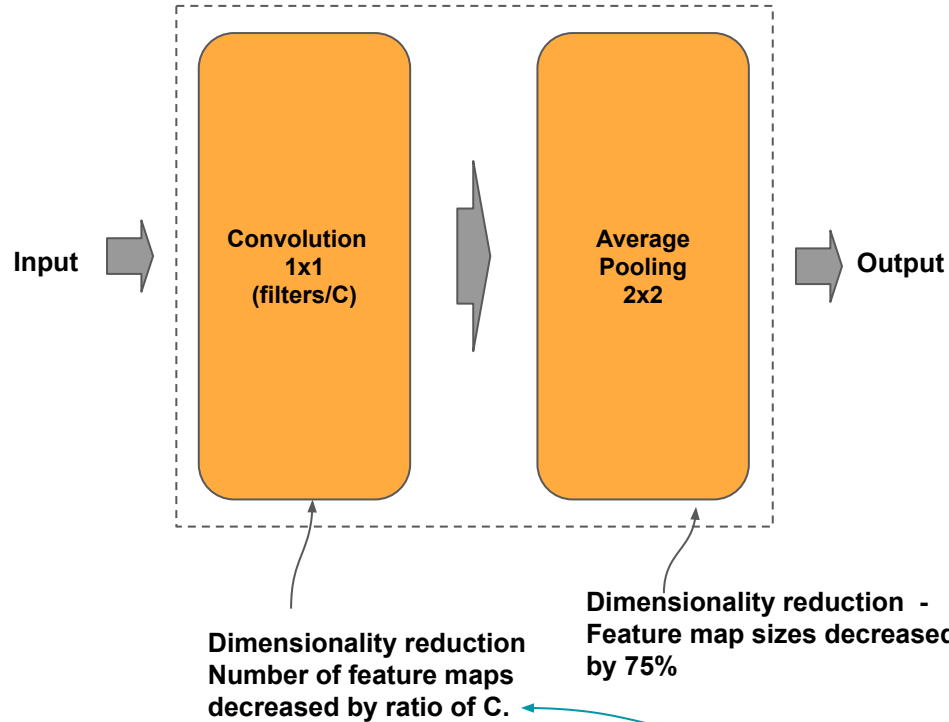 Input
Convolution
1x1
(filters/C)
Average
Pooling
2x2
Output
Dimensionality reduction
Number of feature maps
decreased by ratio of C.
Dimensionality reduction -
Feature map sizes decreased
by 75%